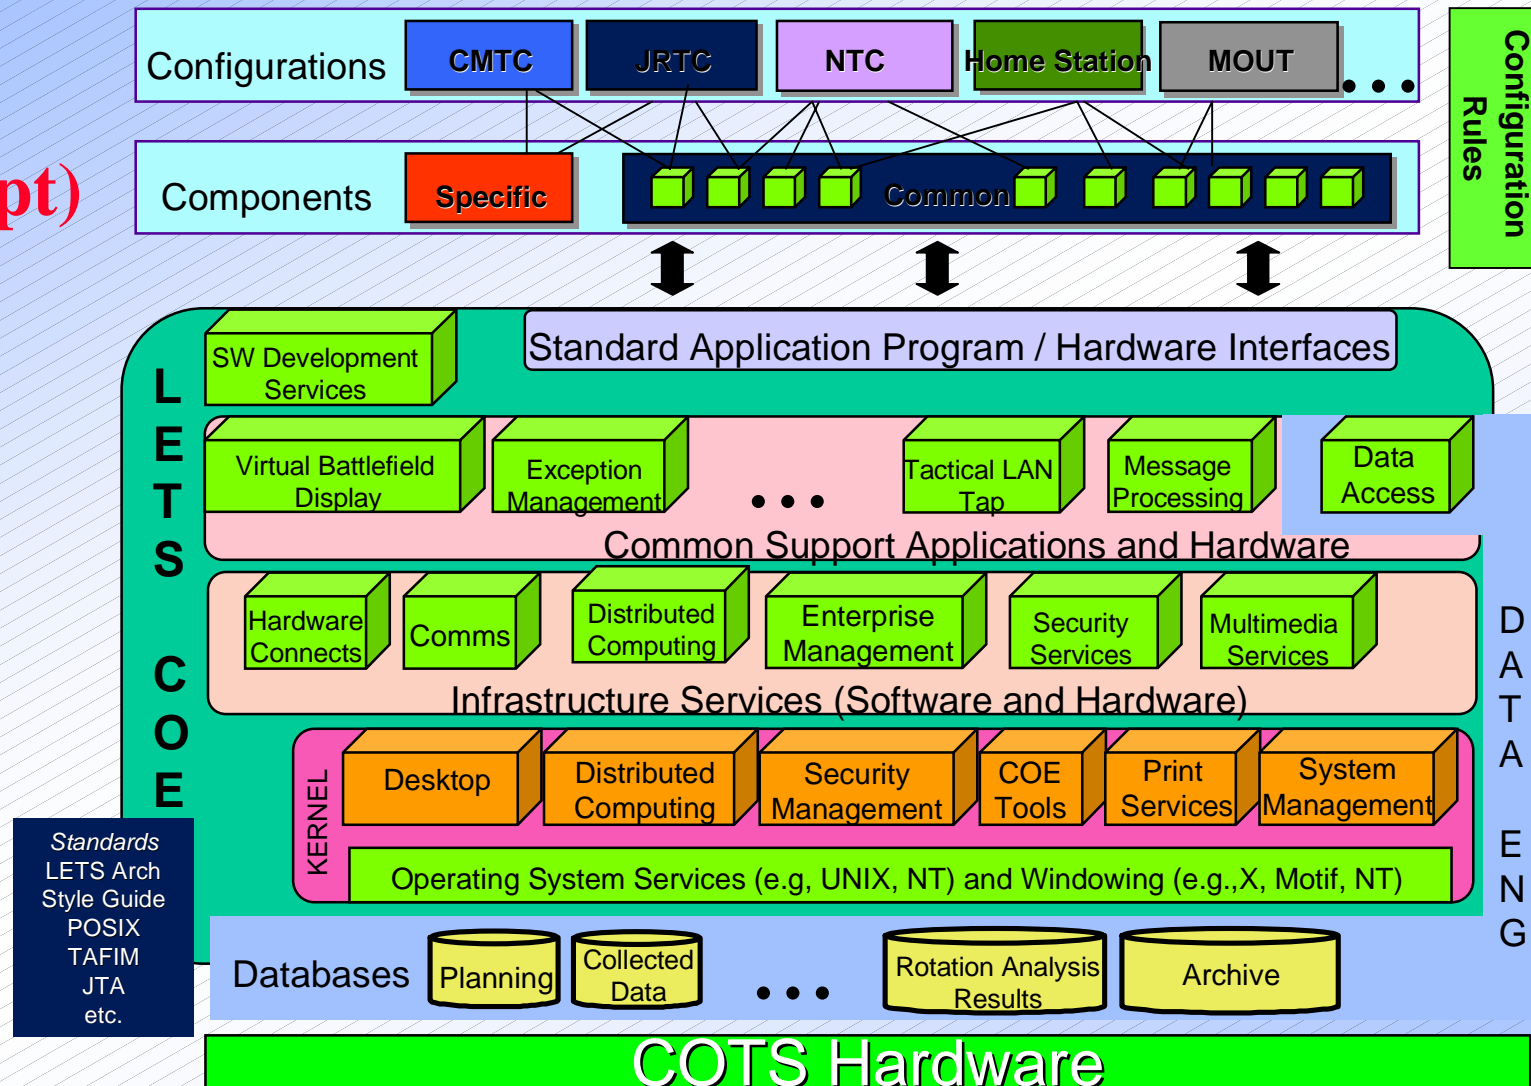 Configurations
CMTC
JRTC
NTC
Home Station
MOUT
...
Configuration
Rules
pt)
Components
Specific
Common
LETS COE
SW Development
Services
Standard Application Program / Hardware Interfaces
Virtual Battlefield
Display
Exception
Management
...
Tactical LAN
Tap
Message
Processing
Data
Access
Common Support Applications and Hardware
Hardware
Connects
Comms
Distributed
Computing
Enterprise
Management
Security
Services
Multimedia
Services
Infrastructure Services (Software and Hardware)
DATA ENG
KERNEL
Desktop
Distributed
Computing
Security
Management
COE
Tools
Print
Services
System
Management
Operating System Services (e.g, UNIX, NT) and Windowing (e.g.,X, Motif, NT)
Standards
LETS Arch
Style Guide
POSIX
TAFIM
JTA
etc.
Databases
Planning
Collected
Data
...
Rotation Analysis
Results
Archive
COTS Hardware